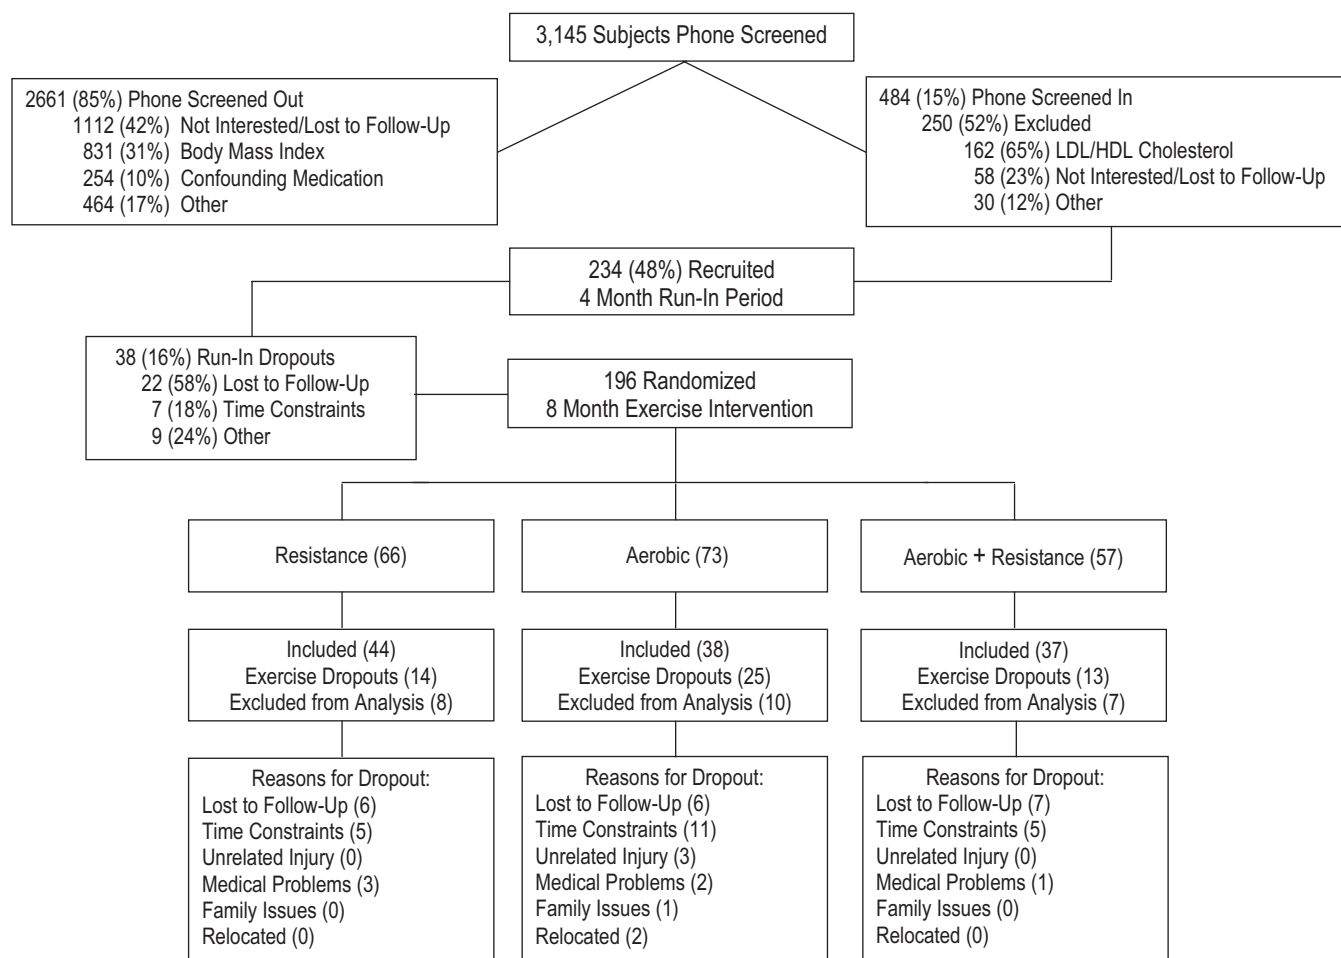 3,145 Subjects Phone Screened
2661 (85%) Phone Screened Out
1112 (42%) Not Interested/Lost to Follow-Up
831 (31%) Body Mass Index
254 (10%) Confounding Medication
464 (17%) Other
484 (15%) Phone Screened In
250 (52%) Excluded
162 (65%) LDL/HDL Cholesterol
58 (23%) Not Interested/Lost to Follow-Up
30 (12%) Other
234 (48%) Recruited
4 Month Run-In Period
38 (16%) Run-In Dropouts
22 (58%) Lost to Follow-Up
7 (18%) Time Constraints
9 (24%) Other
196 Randomized
8 Month Exercise Intervention
Resistance (66)
Aerobic (73)
Aerobic + Resistance (57)
Included (44)
Exercise Dropouts (14)
Excluded from Analysis (8)
Included (38)
Exercise Dropouts (25)
Excluded from Analysis (10)
Included (37)
Exercise Dropouts (13)
Excluded from Analysis (7)
Reasons for Dropout:
Lost to Follow-Up (6)
Time Constraints (5)
Unrelated Injury (0)
Medical Problems (3)
Family Issues (0)
Relocated (0)
Reasons for Dropout:
Lost to Follow-Up (6)
Time Constraints (11)
Unrelated Injury (3)
Medical Problems (2)
Family Issues (1)
Relocated (2)
Reasons for Dropout:
Lost to Follow-Up (7)
Time Constraints (5)
Unrelated Injury (0)
Medical Problems (1)
Family Issues (0)
Relocated (0)